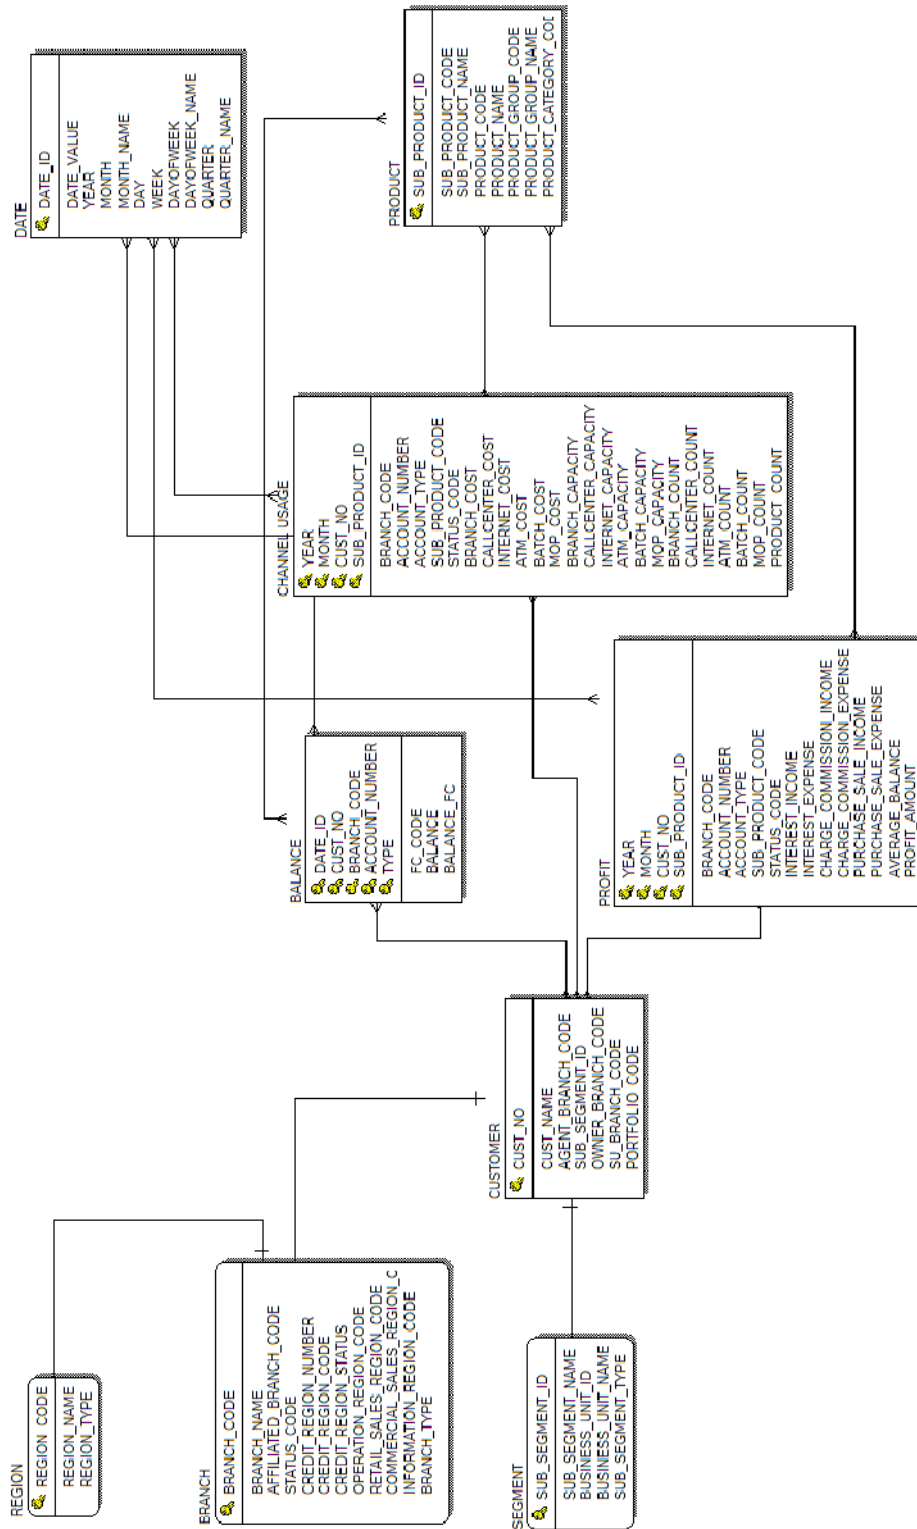 REGION
REGION_CODE
REGION_NAME
REGION_TYPE
BRANCH
BRANCH_CODE
BRANCH_NAME
AFFILIATED_BRANCH_CODE
STATUS_CODE
CREDIT_REGION_NUMBER
CREDIT_REGION_CODE
CREDIT_REGION_STATUS
OPERATION_REGION_CODE
RETAIL_SALES_REGION_CODE
COMMERCIAL_SALES_REGION_C
INFORMATION_REGION_CODE
BRANCH_TYPE
SEGMENT
SUB_SEGMENT_ID
SUB_SEGMENT_NAME
BUSINESS_UNIT_ID
BUSINESS_UNIT_NAME
SUB_SEGMENT_TYPE
CUSTOMER
CUST_NO
CUST_NAME
AGENT_BRANCH_CODE
SUB_SEGMENT_ID
OWNER_BRANCH_CODE
SU_BRANCH_CODE
PORTFOLIO_CODE
BALANCE
DATE_ID
CUST_NO
BRANCH_CODE
ACCOUNT_NUMBER
TYPE
FC_CODE
BALANCE
BALANCE_FC
PROFIT
YEAR
MONTH
CUST_NO
SUB_PRODUCT_ID
BRANCH_CODE
ACCOUNT_NUMBER
ACCOUNT_TYPE
SUB_PRODUCT_CODE
STATUS_CODE
INTEREST_INCOME
INTEREST_EXPENSE
CHARGE_COMMISSION_INCOME
CHARGE_COMMISSION_EXPENSE
PURCHASE_SALE_INCOME
PURCHASE_SALE_EXPENSE
AVERAGE_BALANCE
PROFIT_AMOUNT
CHANNEL_USAGE
YEAR
MONTH
CUST_NO
SUB_PRODUCT_ID
BRANCH_CODE
ACCOUNT_NUMBER
ACCOUNT_TYPE
SUB_PRODUCT_CODE
STATUS_CODE
BRANCH_COST
CALLCENTER_COST
INTERNET_COST
ATM_COST
BATCH_COST
MOP_COST
BRANCH_CAPACITY
CALLCENTER_CAPACITY
INTERNET_CAPACITY
ATM_CAPACITY
BATCH_CAPACITY
MOP_CAPACITY
BRANCH_COUNT
CALLCENTER_COUNT
INTERNET_COUNT
ATM_COUNT
BATCH_COUNT
MOP_COUNT
PRODUCT_COUNT
DATE
DATE_ID
DATE_VALUE
YEAR
MONTH
MONTH_NAME
DAY
WEEK
DAYOFWEEK
DAYOFWEEK_NAME
QUARTER
QUARTER_NAME
PRODUCT
SUB_PRODUCT_ID
SUB_PRODUCT_CODE
SUB_PRODUCT_NAME
PRODUCT_CODE
PRODUCT_NAME
PRODUCT_GROUP_CODE
PRODUCT_GROUP_NAME
PRODUCT_CATEGORY_COD